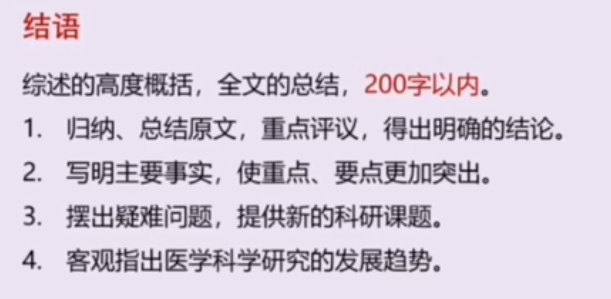 结语
综述的高度概括，全文的总结，200字以内。
1. 归纳、总结原文，重点评议，得出明确的结论。
2. 写明主要事实，使重点、要点更加突出。
3. 摆出疑难问题，提供新的科研课题。
4. 客观指出医学科学研究的发展趋势。